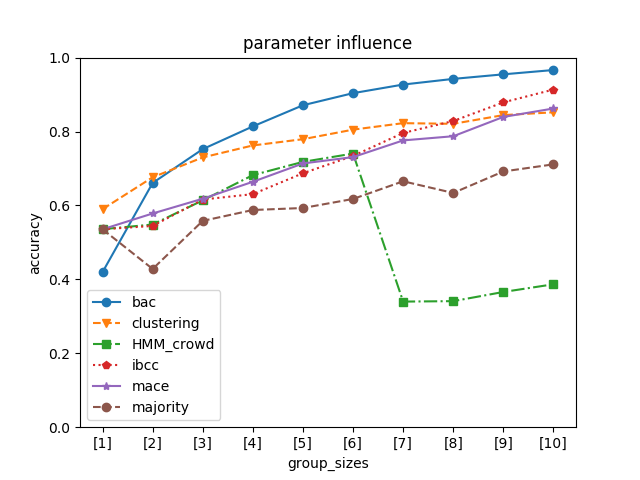 parameter influence
accuracy
1.0
0.8
0.6
0.4
0.2
0.0
bac
clustering
HMM_crowd
ibcc
mace
majority
[1] [2] [3] [4] [5] [6] [7] [8] [9] [10]
group_sizes